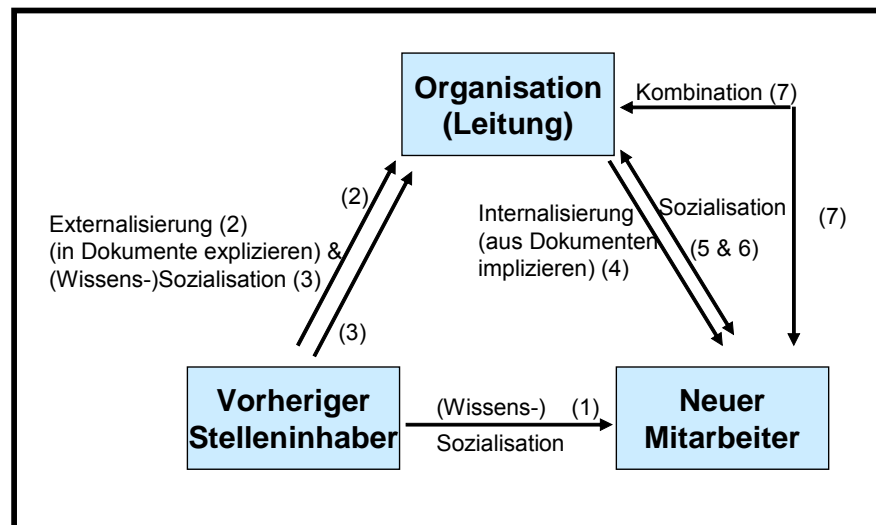 Organisation
(Leitung)
Kombination (7)
(2)
Externalisierung (2)
(in Dokumente explizieren) &
(Wissens-)Sozialisation (3)
Internalisierung
(aus Dokumenten
implizieren) (4)
Sozialisation
(5 & 6)
(7)
(3)
Vorheriger
Stelleninhaber
(Wissens-) (1)
Sozialisation
Neuer
Mitarbeiter